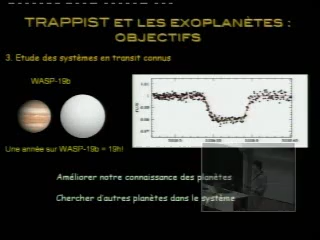 TRAPPIST ET LES EXOPLANÈTES :
OBJECTIFS
3. Etude des systèmes en transit connus
WASP-19b
Une année sur WASP-19b = 19h!
Améliorer notre connaissance des planètes
Chercher d'autres planètes dans le système